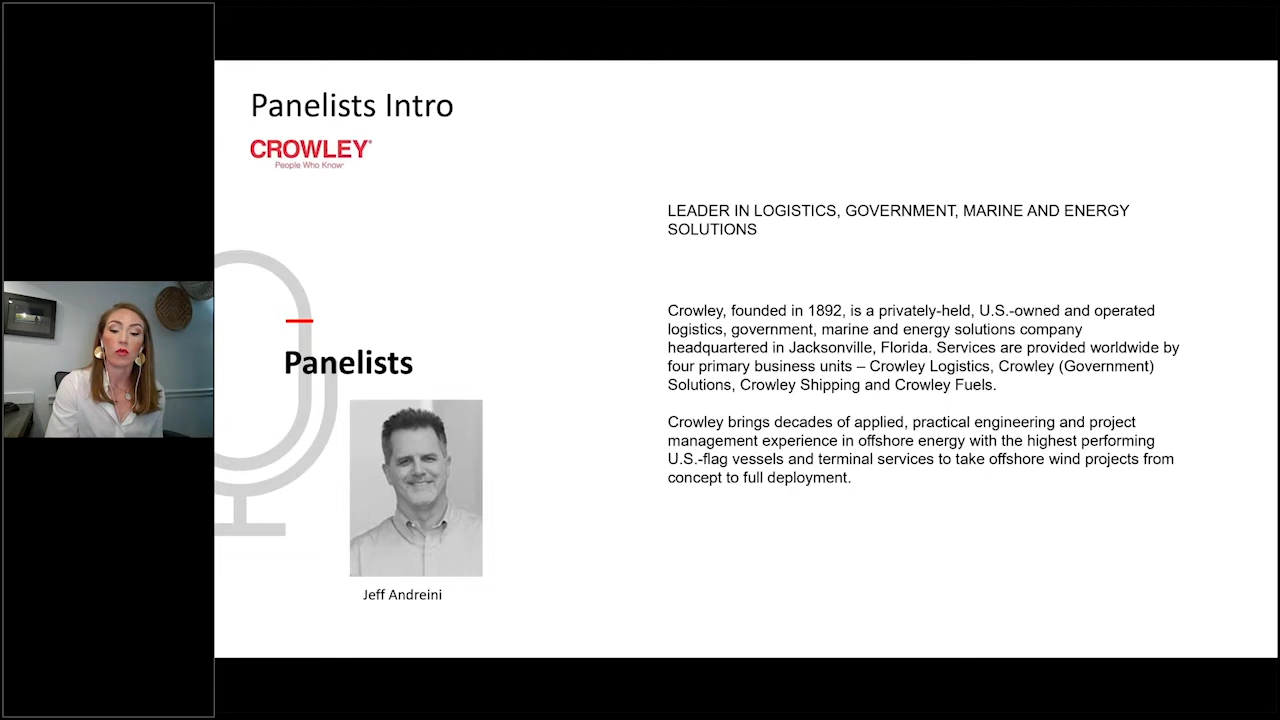 Panelists Intro
CROWLEY®
People Who Know™
LEADER IN LOGISTICS, GOVERNMENT, MARINE AND ENERGY
SOLUTIONS
Crowley, founded in 1892, is a privately-held, U.S.-owned and operated
logistics, government, marine and energy solutions company
headquartered in Jacksonville, Florida. Services are provided worldwide by
four primary business units – Crowley Logistics, Crowley (Government)
Solutions, Crowley Shipping and Crowley Fuels.
Crowley brings decades of applied, practical engineering and project
management experience in offshore energy with the highest performing
U.S.-flag vessels and terminal services to take offshore wind projects from
concept to full deployment.
Panelists
Jeff Andreini